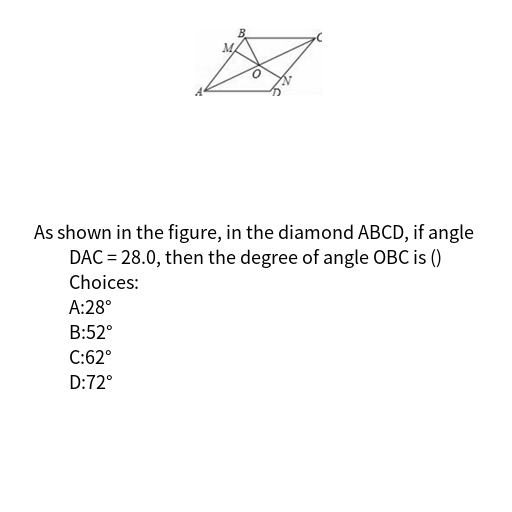 B
C
M
O
N
A
D
As shown in the figure, in the diamond ABCD, if angle
DAC = 28.0, then the degree of angle OBC is ()
Choices:
A:28°
B:52°
C:62°
D:72°